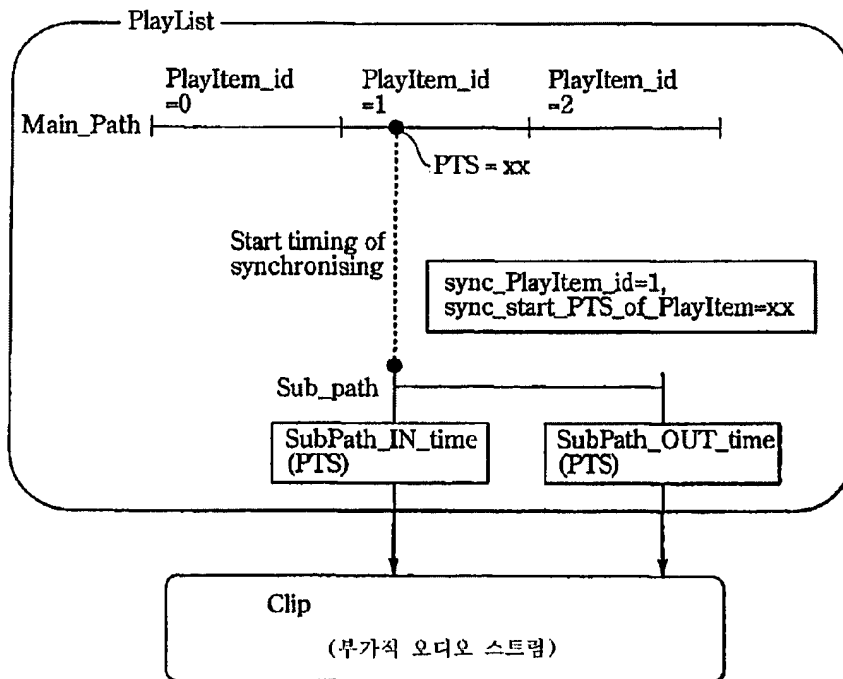 PlayList
PlayItem_id
=0
PlayItem_id
=1
PlayItem_id
=2
Main_Path
PTS = xx
Start timing of
synchronising
sync_PlayItem_id=1,
sync_start_PTS_of_PlayItem=xx
Sub_path
SubPath_IN_time
(PTS)
SubPath_OUT_time
(PTS)
Clip
(부가적 오디오 스트림)